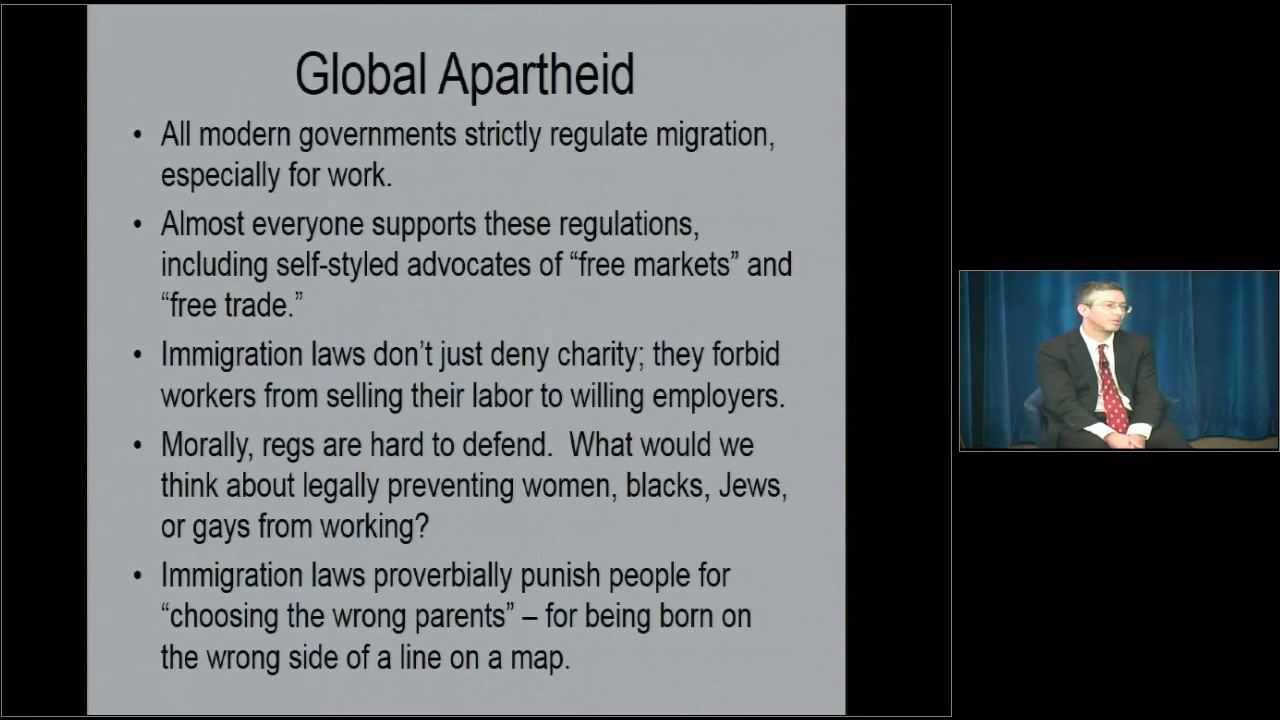 Global Apartheid
• All modern governments strictly regulate migration,
especially for work.
• Almost everyone supports these regulations,
including self-styled advocates of “free markets” and
“free trade.”
• Immigration laws don’t just deny charity; they forbid
workers from selling their labor to willing employers.
• Morally, regs are hard to defend.  What would we
think about legally preventing women, blacks, Jews,
or gays from working?
• Immigration laws proverbially punish people for
“choosing the wrong parents” – for being born on
the wrong side of a line on a map.